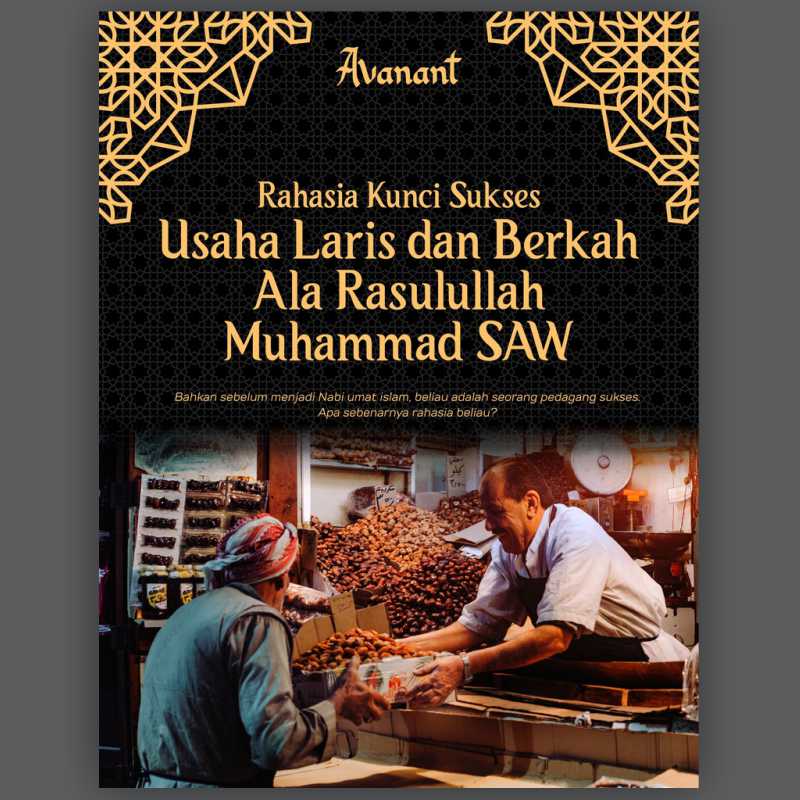 Avanant
Rahasia Kunci Sukses
Usaha Laris dan Berkah
Ala Rasulullah
Muhammad SAW
Bahkan sebelum menjadi Nabi umat islam, beliau adalah seorang pedagang sukses.
Apa sebenarnya rahasia beliau?